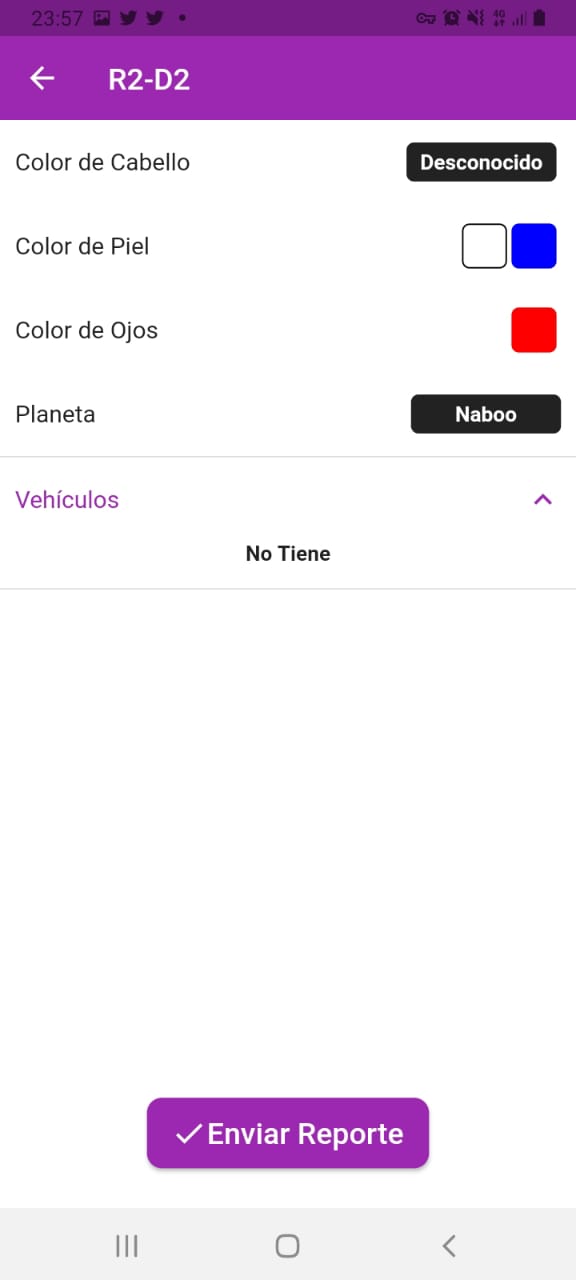 23:57
4G
R2-D2
Color de Cabello Desconocido
Color de Piel
Color de Ojos
Planeta Naboo
Vehículos
No Tiene
Enviar Reporte